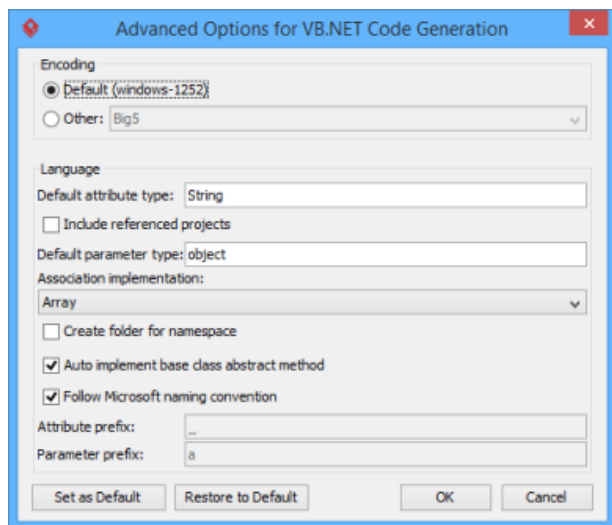 Advanced Options for VB.NET Code Generation
Encoding
Default (windows-1252)
Other: Big5
Language
Default attribute type: String
Include referenced projects
Default parameter type: object
Association implementation:
Array
Create folder for namespace
Auto implement base class abstract method
Follow Microsoft naming convention
Attribute prefix: _
Parameter prefix: a
Set as Default Restore to Default OK Cancel